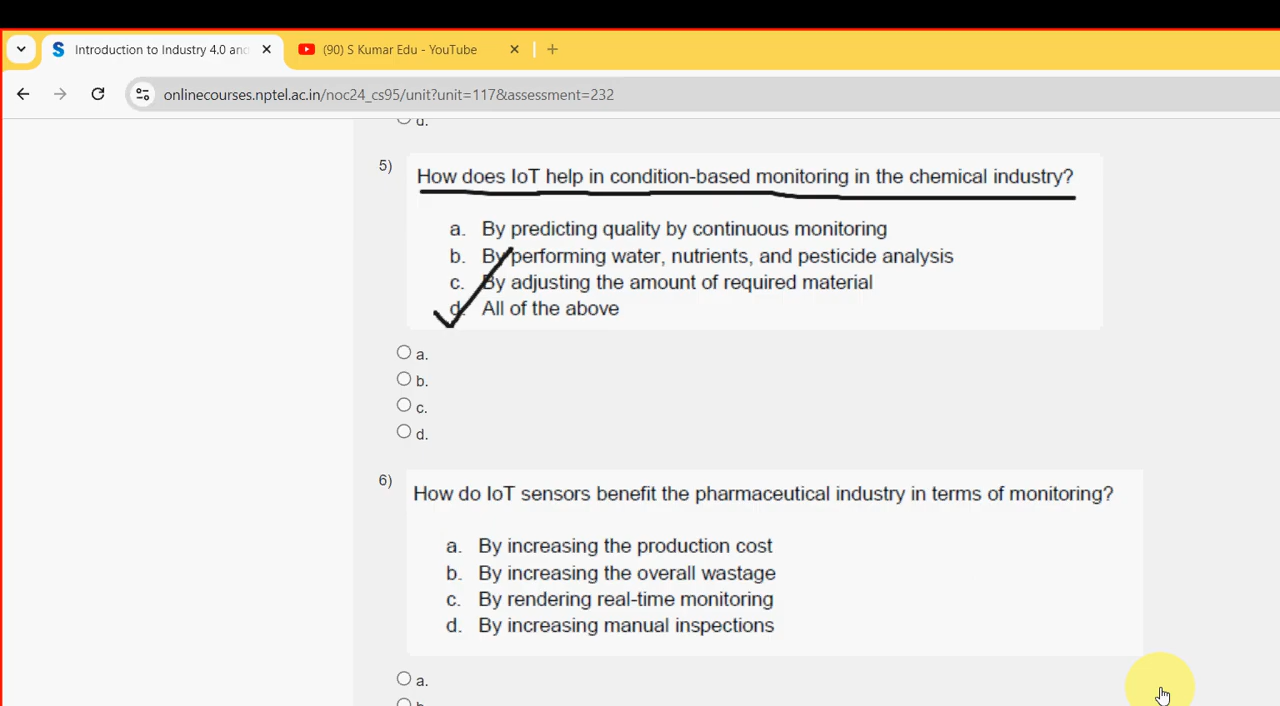 Introduction to Industry 4.0 and
(90) S Kumar Edu - YouTube
onlinecourses.nptel.ac.in/noc24_cs95/unit?unit=117&assessment=232
d.
5)
How does IoT help in condition-based monitoring in the chemical industry?
a. By predicting quality by continuous monitoring
b. By performing water, nutrients, and pesticide analysis
c. By adjusting the amount of required material
d. All of the above
a.
b.
c.
d.
6)
How do IoT sensors benefit the pharmaceutical industry in terms of monitoring?
a. By increasing the production cost
b. By increasing the overall wastage
c. By rendering real-time monitoring
d. By increasing manual inspections
a.
b.